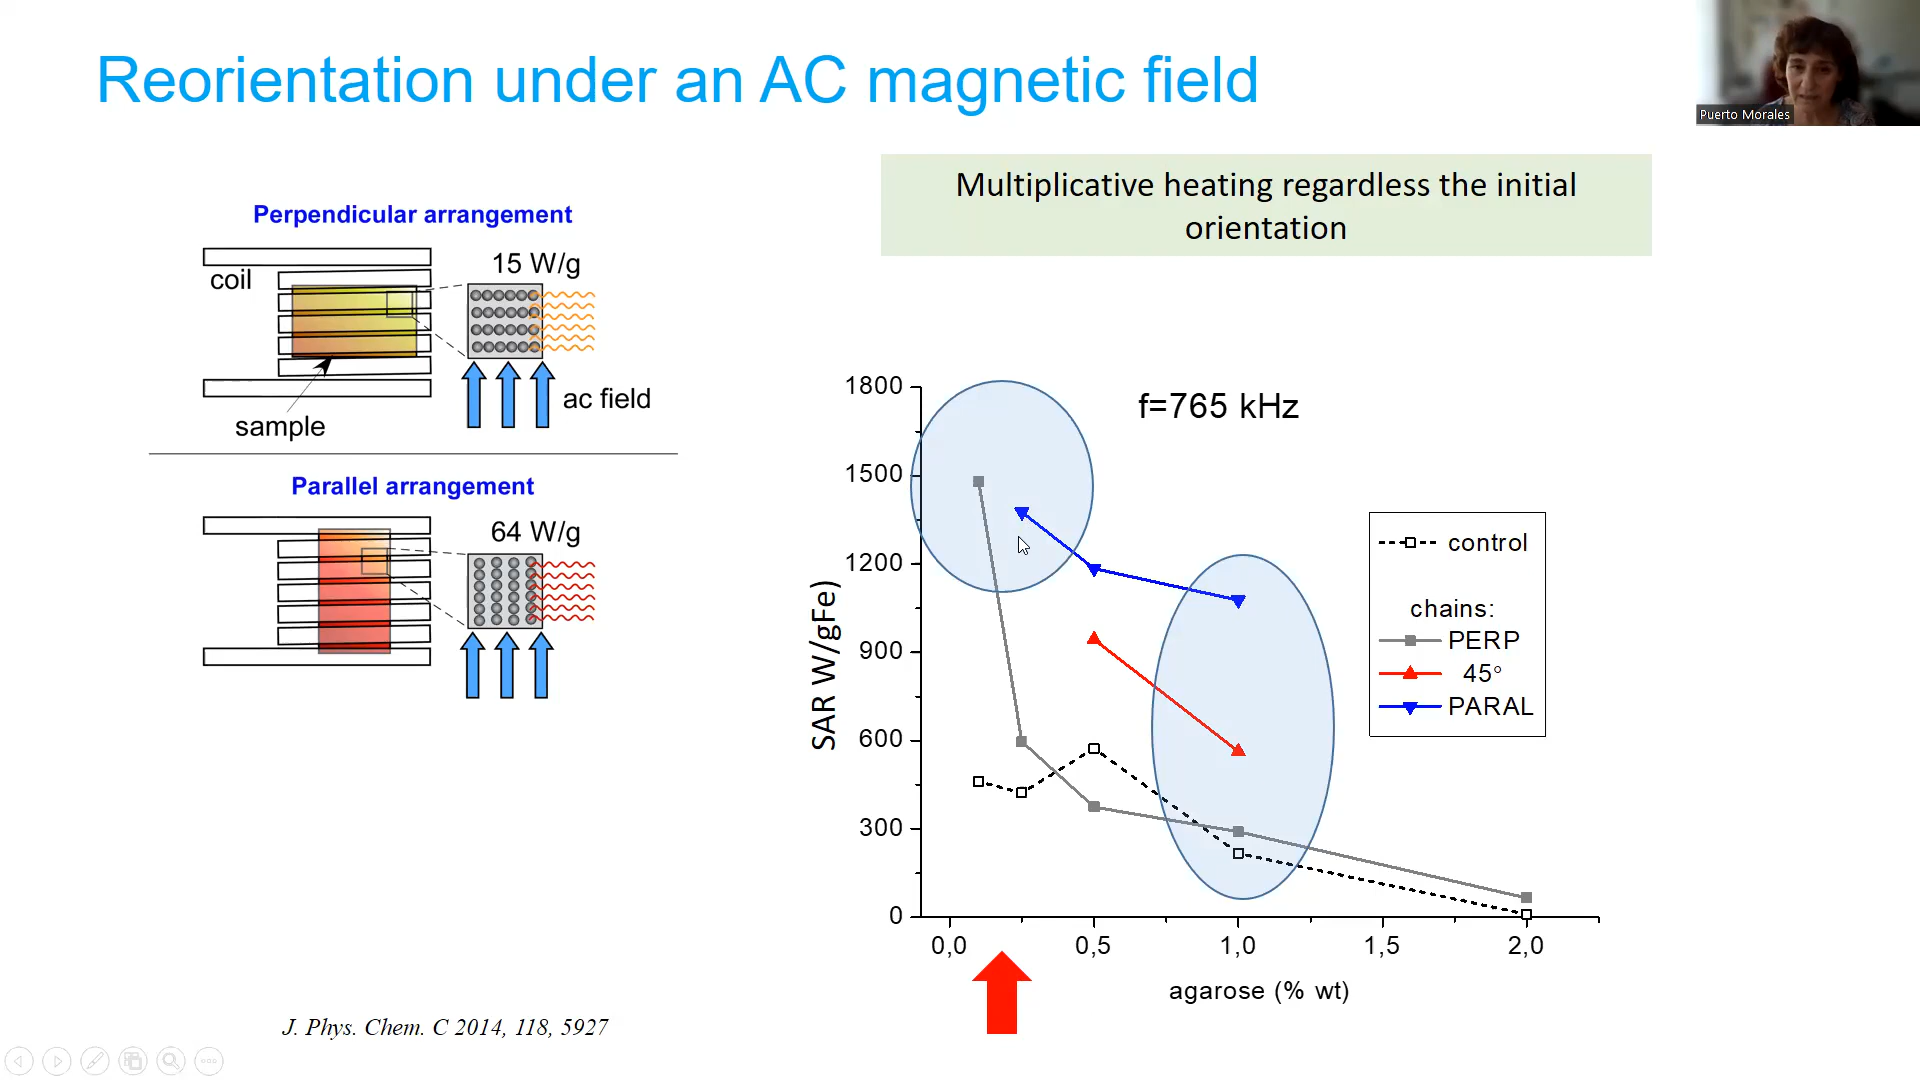 Reorientation under an AC magnetic field
Puerto Morales
Multiplicative heating regardless the initial
orientation
Perpendicular arrangement
15 W/g
coil
ac field
sample
Parallel arrangement
64 W/g
f=765 kHz
SAR W/gFe)
1800
1500
1200
900
600
300
0
0,0
0,5
1,0
1,5
2,0
agarose (% wt)
control
chains:
PERP
45°
PARAL
J. Phys. Chem. C 2014, 118, 5927